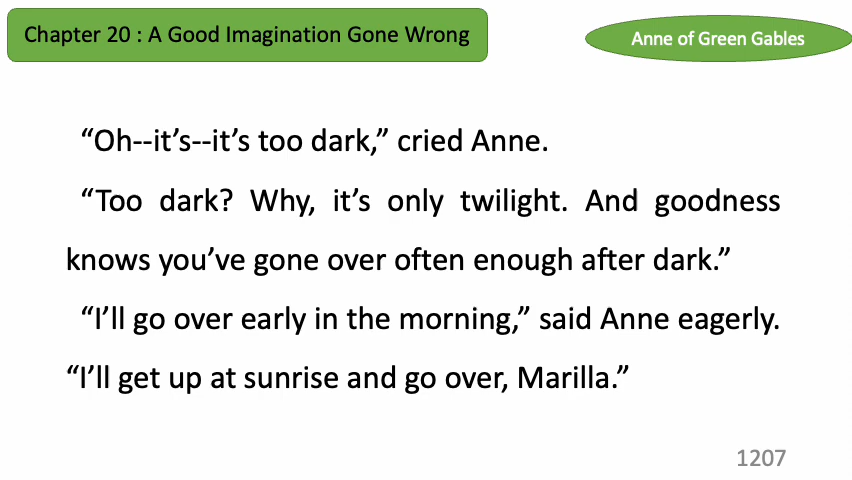 Chapter 20 : A Good Imagination Gone Wrong
Anne of Green Gables
“Oh--it’s--it’s too dark,” cried Anne.
“Too dark? Why, it’s only twilight. And goodness
knows you’ve gone over often enough after dark.”
“I’ll go over early in the morning,” said Anne eagerly.
“I’ll get up at sunrise and go over, Marilla.”
1207